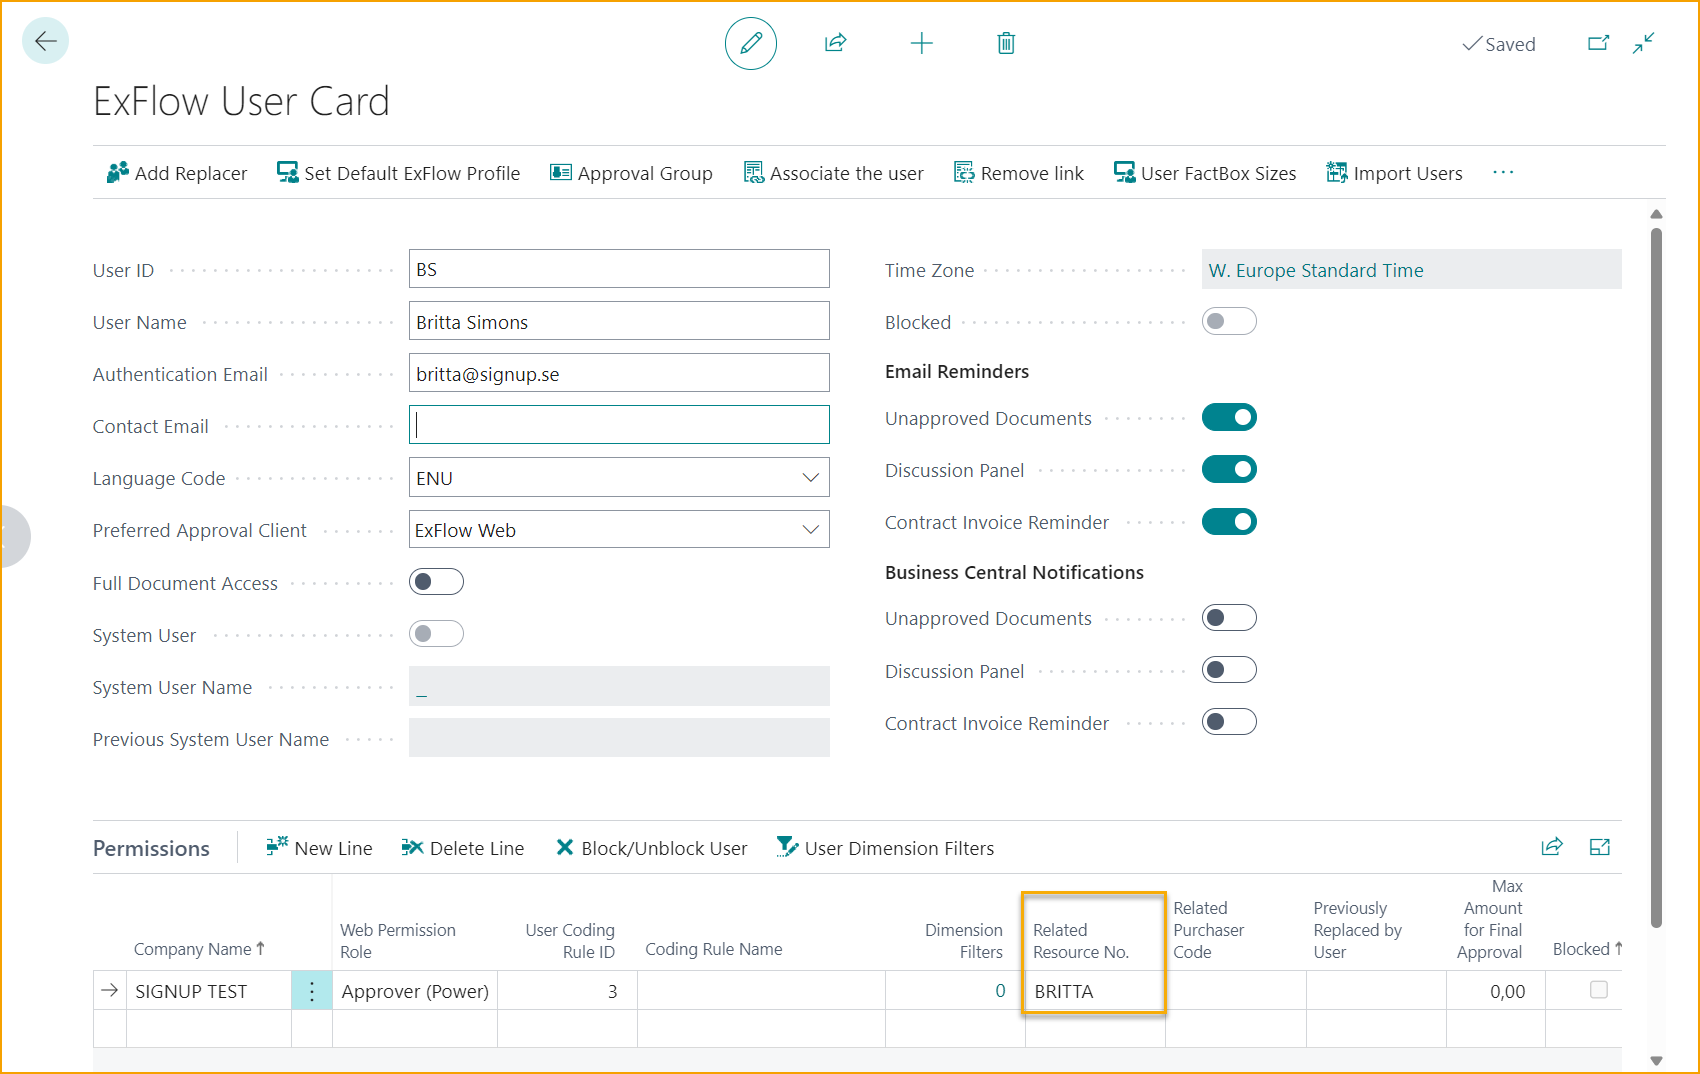 Saved
ExFlow User Card
Add Replacer Set Default ExFlow Profile Approval Group Associate the user Remove link User FactBox Sizes Import Users ...
User ID BS
User Name Britta Simons
Authentication Email britta@signup.se
Contact Email
Language Code ENU
Preferred Approval Client ExFlow Web
Full Document Access
System User
System User Name _
Previous System User Name
Time Zone W. Europe Standard Time
Blocked
Email Reminders
Unapproved Documents
Discussion Panel
Contract Invoice Reminder
Business Central Notifications
Unapproved Documents
Discussion Panel
Contract Invoice Reminder
Permissions New Line Delete Line Block/Unblock User User Dimension Filters
Company Name ↑
Web Permission
Role
User Coding
Rule ID
Coding Rule Name
Dimension
Filters
Related
Resource No.
Related
Purchaser
Code
Previously
Replaced by
User
Max
Amount
for Final
Approval
Blocked ↑
SIGNUP TEST Approver (Power) 3 0 BRITTA 0,00